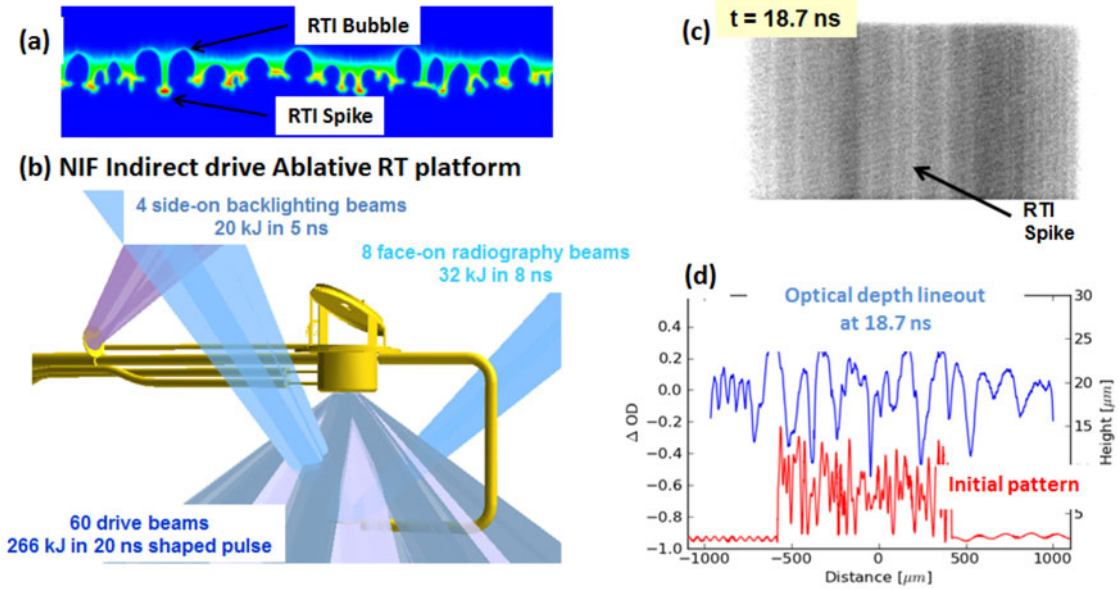 (a)
RTI Bubble
RTI Spike
(b) NIF Indirect drive Ablative RT platform
4 side-on backlighting beams
20 kJ in 5 ns
8 face-on radiography beams
32 kJ in 8 ns
60 drive beams
266 kJ in 20 ns shaped pulse
(c)
t = 18.7 ns
RTI
Spike
(d)
Optical depth lineout
at 18.7 ns
Initial pattern
0.4
0.2
0.0
−0.2
−0.4
−0.6
−0.8
−1.0
Δ OD
30
25
20
15
5
Height [μm]
−1000
−500
0
500
1000
Distance [μm]